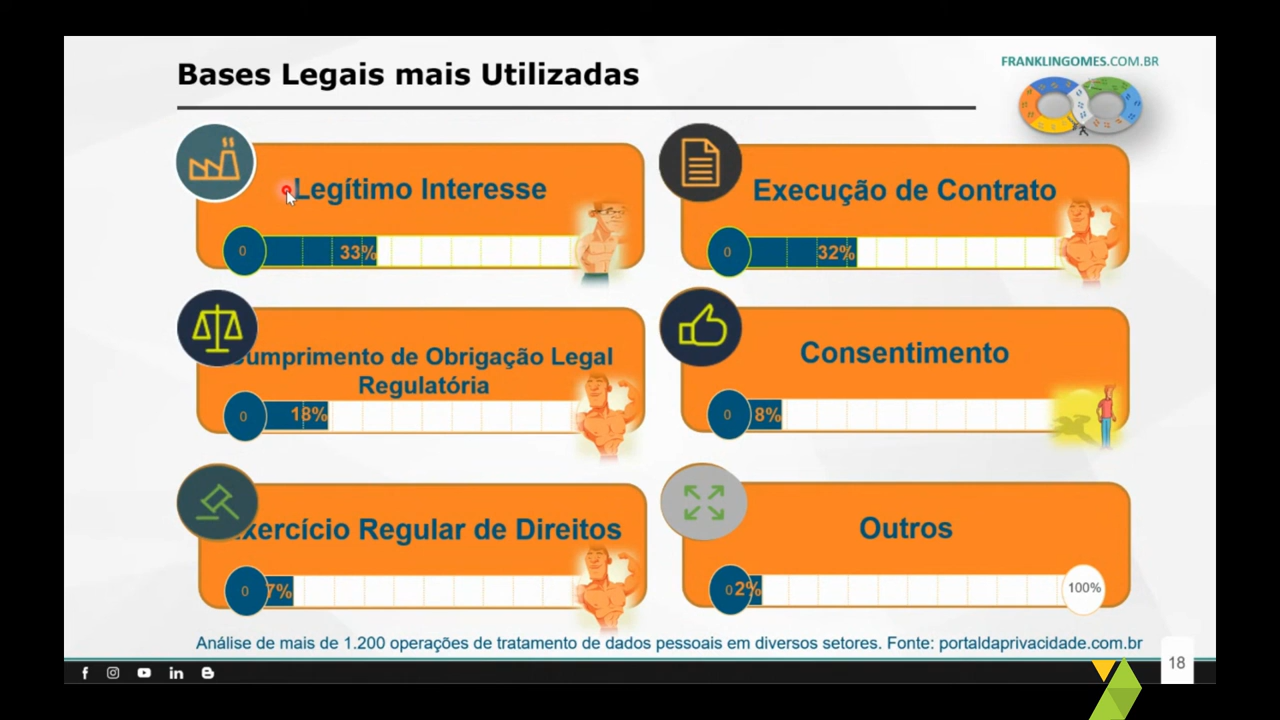 Bases Legais mais Utilizadas
FRANKLINGOMES.COM.BR
Legítimo Interesse
0 33%
Execução de Contrato
0 32%
umprimento de Obrigação Legal
Regulatória
0 18%
Consentimento
0 8%
xercício Regular de Direitos
0 7%
Outros
0 2% 100%
Análise de mais de 1.200 operações de tratamento de dados pessoais em diversos setores. Fonte: portaldaprivacidade.com.br
18